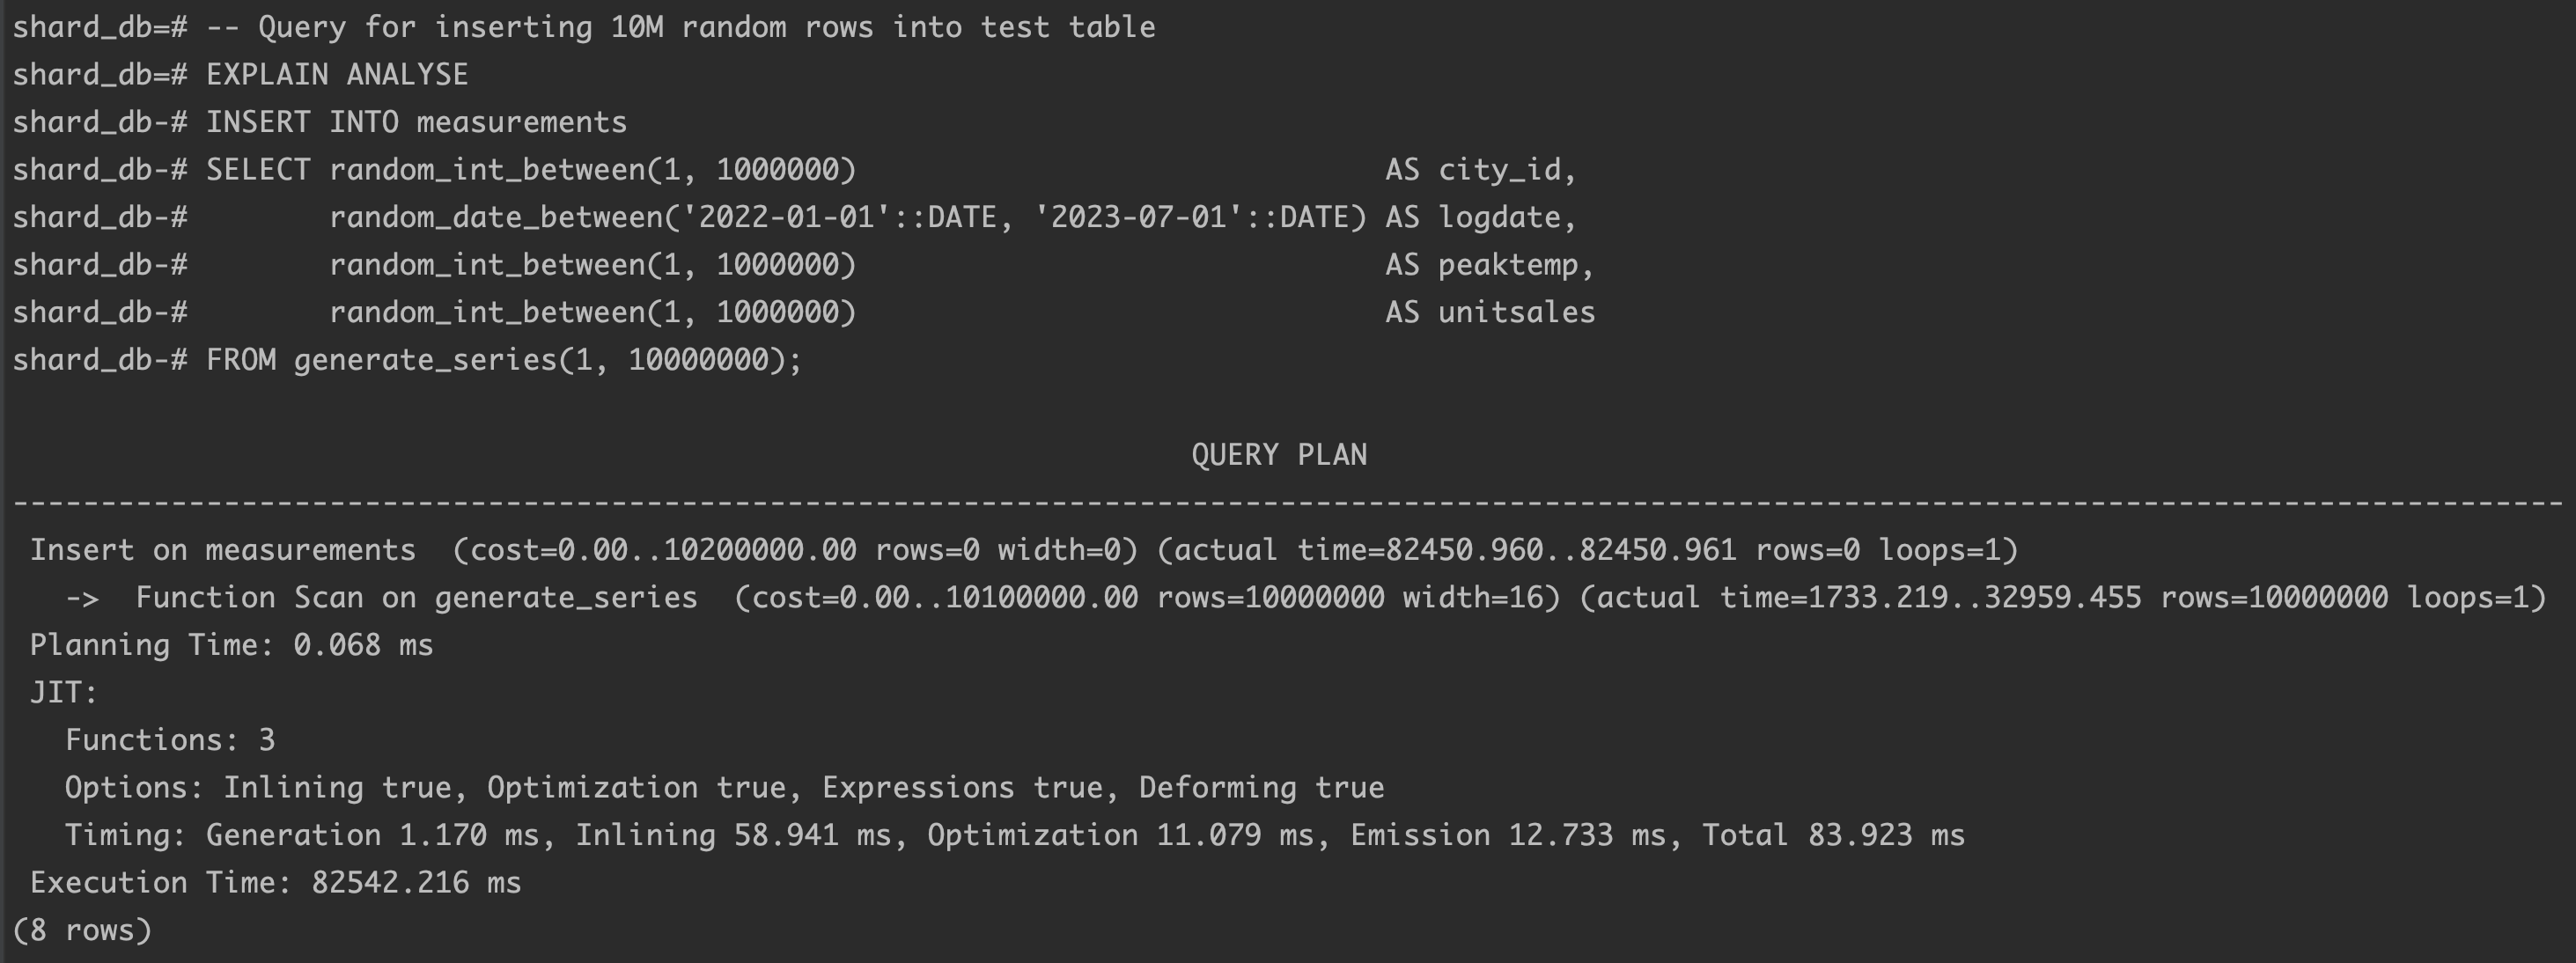 shard_db=# -- Query for inserting 10M random rows into test table
shard_db=# EXPLAIN ANALYSE
shard_db-# INSERT INTO measurements
shard_db-# SELECT random_int_between(1, 1000000)                              AS city_id,
shard_db-#        random_date_between('2022-01-01'::DATE, '2023-07-01'::DATE) AS logdate,
shard_db-#        random_int_between(1, 1000000)                              AS peaktemp,
shard_db-#        random_int_between(1, 1000000)                              AS unitsales
shard_db-# FROM generate_series(1, 10000000);
QUERY PLAN
-------------------------------------------------------------------------------------------------------------------------------------------------
 Insert on measurements  (cost=0.00..10200000.00 rows=0 width=0) (actual time=82450.960..82450.961 rows=0 loops=1)
   ->  Function Scan on generate_series  (cost=0.00..10100000.00 rows=10000000 width=16) (actual time=1733.219..32959.455 rows=10000000 loops=1)
 Planning Time: 0.068 ms
 JIT:
   Functions: 3
   Options: Inlining true, Optimization true, Expressions true, Deforming true
   Timing: Generation 1.170 ms, Inlining 58.941 ms, Optimization 11.079 ms, Emission 12.733 ms, Total 83.923 ms
 Execution Time: 82542.216 ms
(8 rows)